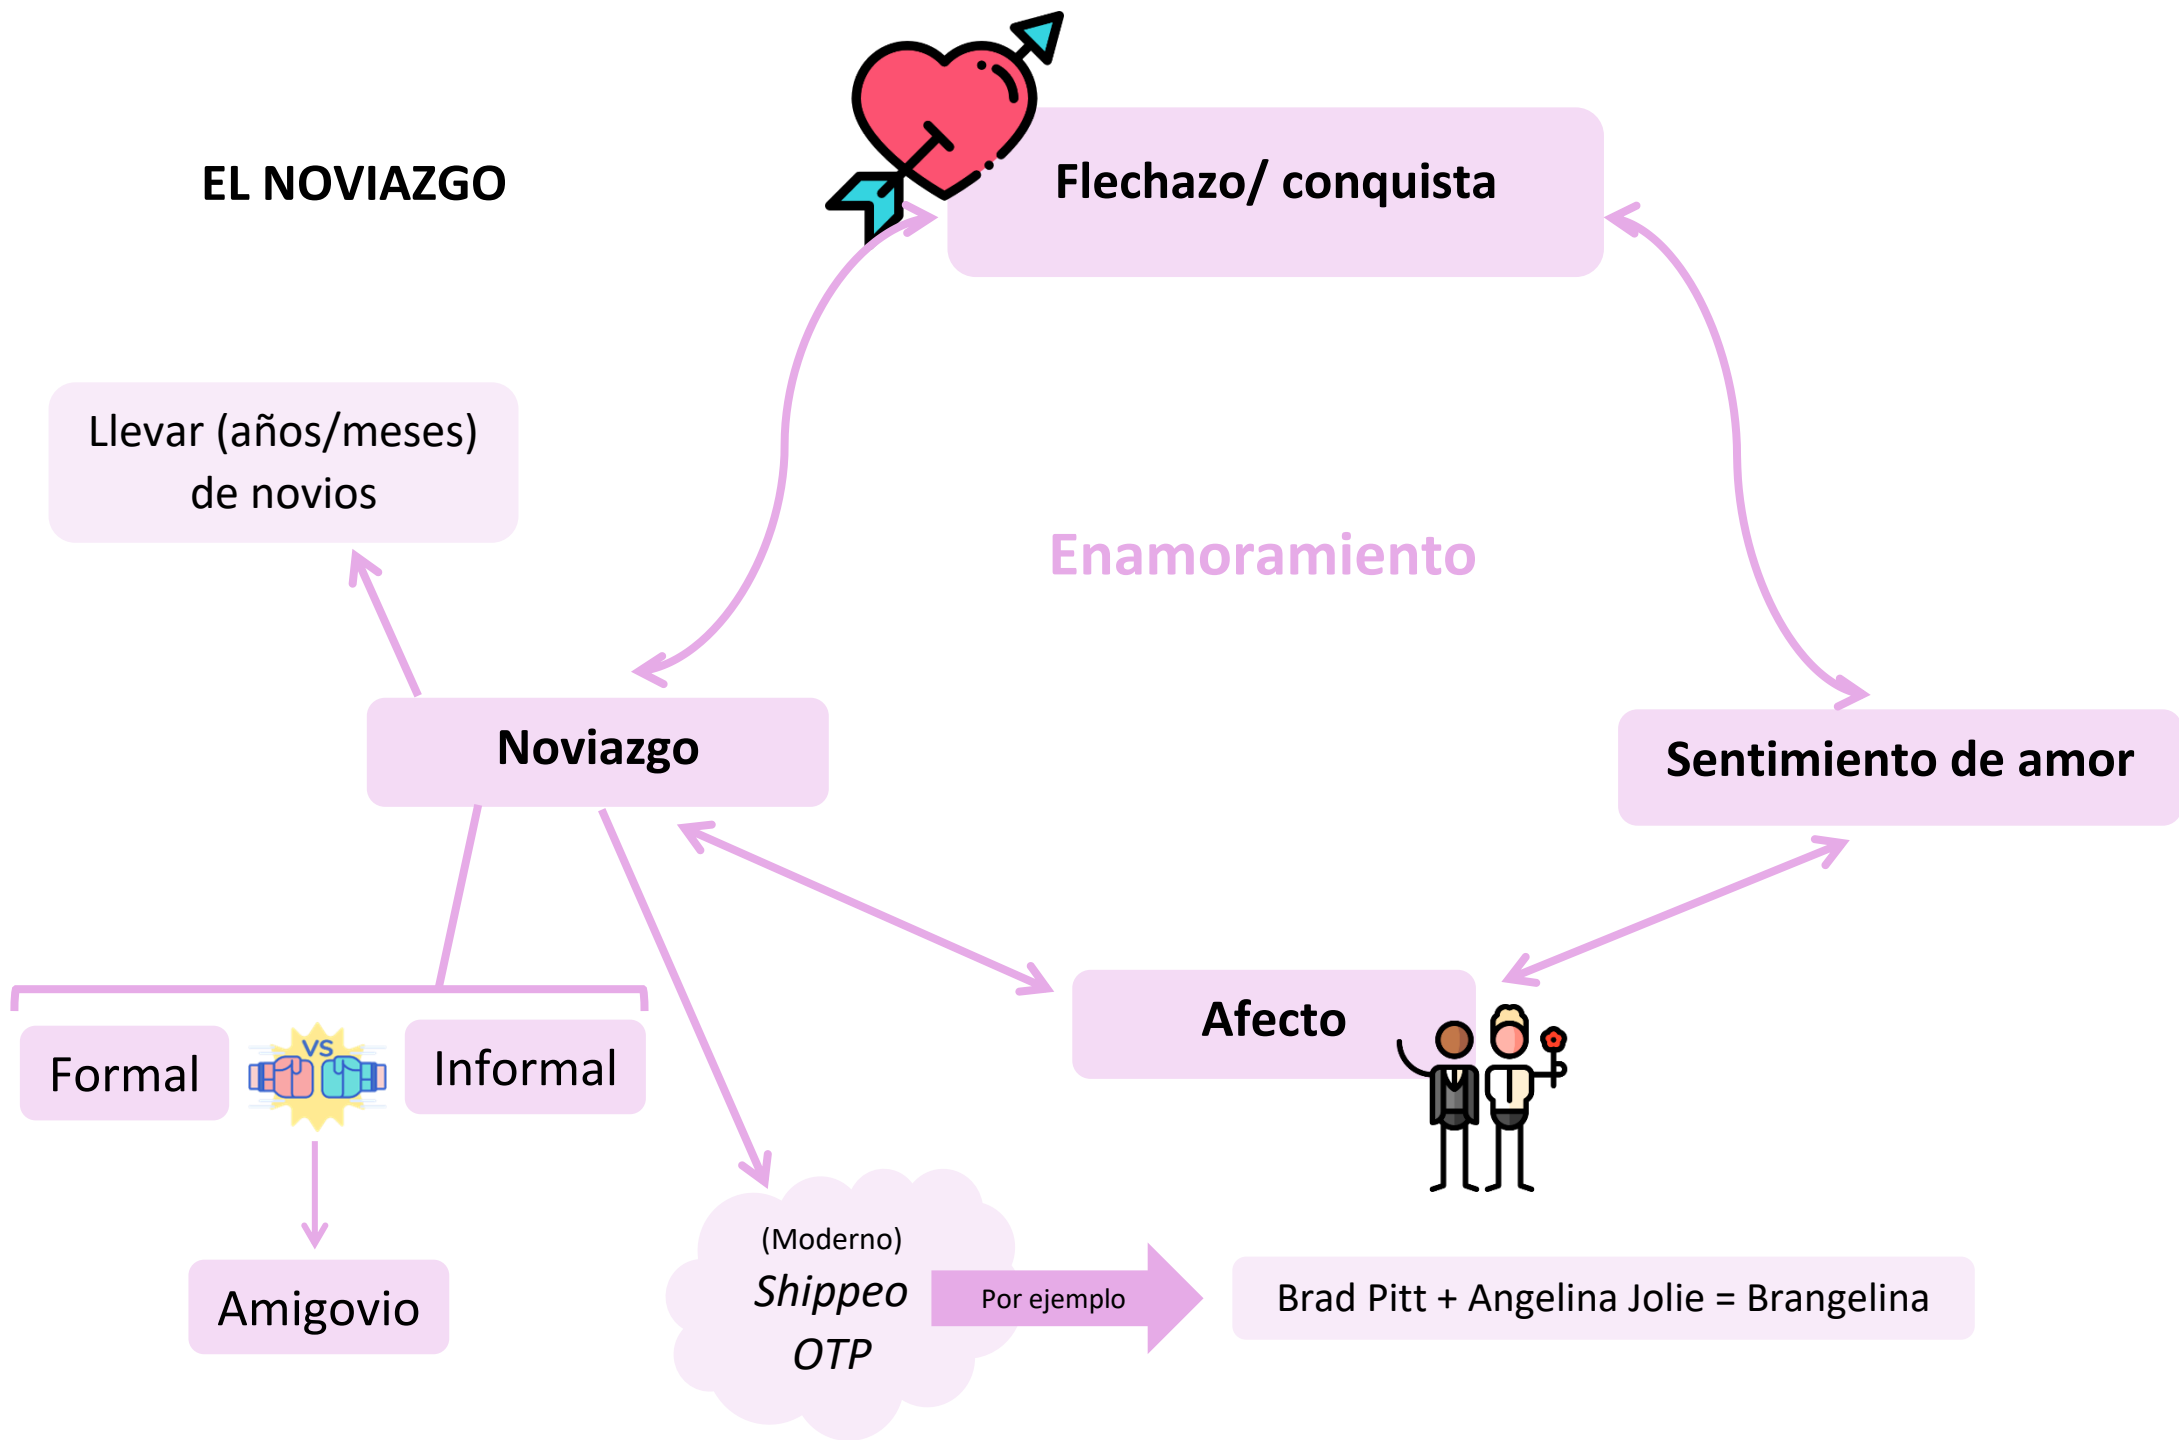 EL NOVIAZGO
Flechazo/ conquista
Llevar (años/meses)
de novios
Enamoramiento
Noviazgo
Sentimiento de amor
Afecto
Formal
VS
Informal
Amigovio
(Moderno)
Shippeo
OTP
Por ejemplo
Brad Pitt + Angelina Jolie = Brangelina